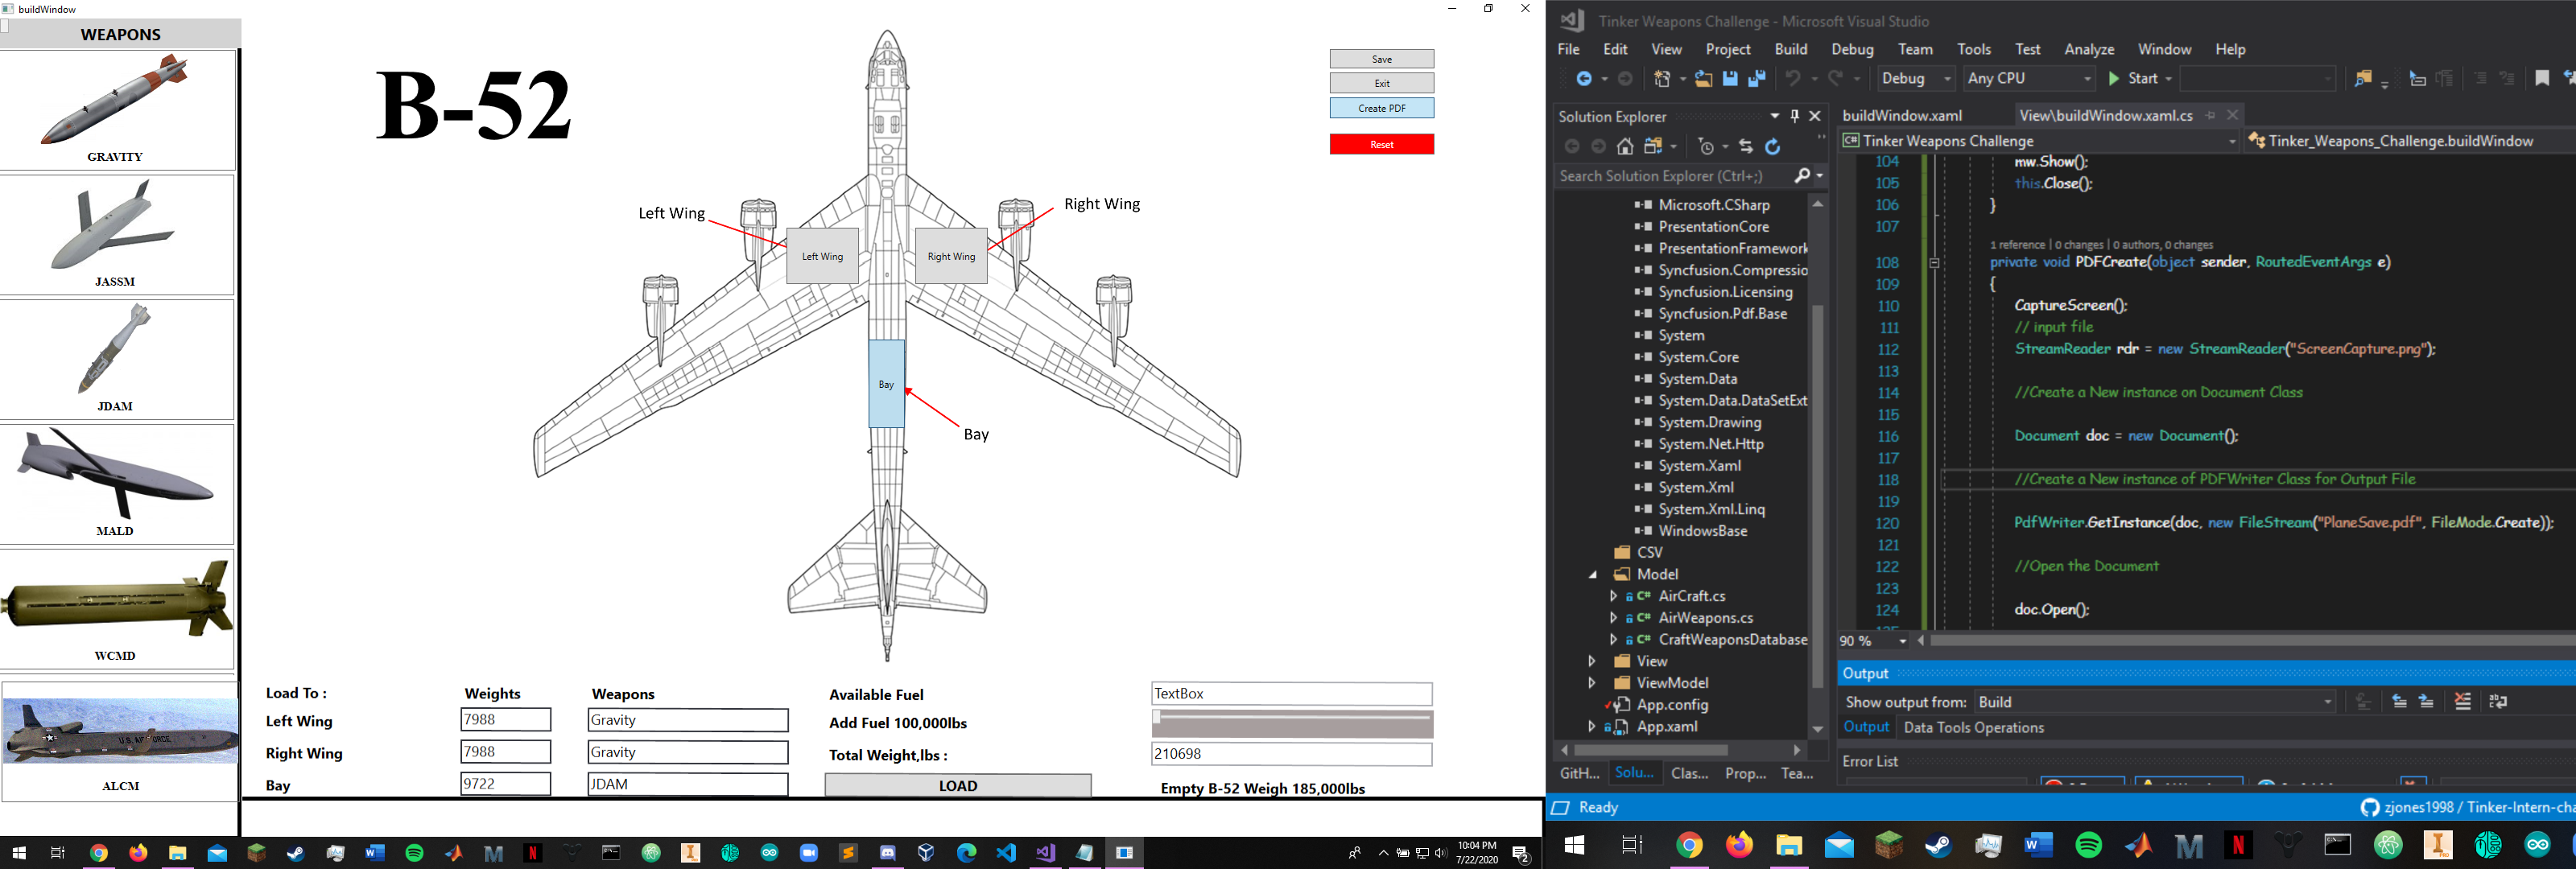 buildWindow
WEAPONS
GRAVITY
JASSM
JDAM
MALD
WCMD
U.S. AIR FORCE
ALCM
B-52
Save
Exit
Create PDF
Reset
Left Wing
Right Wing
Left Wing
Right Wing
Bay
Bay
Load To : Weights Weapons Available Fuel TextBox
Left Wing 7988 Gravity Add Fuel 100,000lbs
Right Wing 7988 Gravity Total Weight,lbs : 210698
Bay 9722 JDAM LOAD Empty B-52 Weigh 185,000lbs
10:04 PM
7/22/2020
2
Tinker Weapons Challenge - Microsoft Visual Studio
File Edit View Project Build Debug Team Tools Test Analyze Window Help
Debug Any CPU Start
Solution Explorer
Search Solution Explorer (Ctrl+;)
Microsoft.CSharp
PresentationCore
PresentationFramework
Syncfusion.Compressio
Syncfusion.Licensing
Syncfusion.Pdf.Base
System
System.Core
System.Data
System.Data.DataSetExt
System.Drawing
System.Net.Http
System.Xaml
System.Xml
System.Xml.Linq
WindowsBase
CSV
Model
C# AirCraft.cs
C# AirWeapons.cs
C# CraftWeaponsDatabase
View
ViewModel
App.config
App.xaml
GitH... Solu... Clas... Prop... Tea...
buildWindow.xaml View\buildWindow.xaml.cs
C# Tinker Weapons Challenge Tinker_Weapons_Challenge.buildWindow
104 mw.Show();
105 this.Close();
106 }
107
1 reference | 0 changes | 0 authors, 0 changes
108 private void PDFCreate(object sender, RoutedEventArgs e)
109 {
110 CaptureScreen();
111 // input file
112 StreamReader rdr = new StreamReader("ScreenCapture.png");
113
114 //Create a New instance on Document Class
115
116 Document doc = new Document();
117
118 //Create a New instance of PDFWriter Class for Output File
119
120 PdfWriter.GetInstance(doc, new FileStream("PlaneSave.pdf", FileMode.Create));
121
122 //Open the Document
123
124 doc.Open();
90 %
Output
Show output from: Build
Output Data Tools Operations
Error List
Ready
zjones1998 / Tinker-Intern-cha